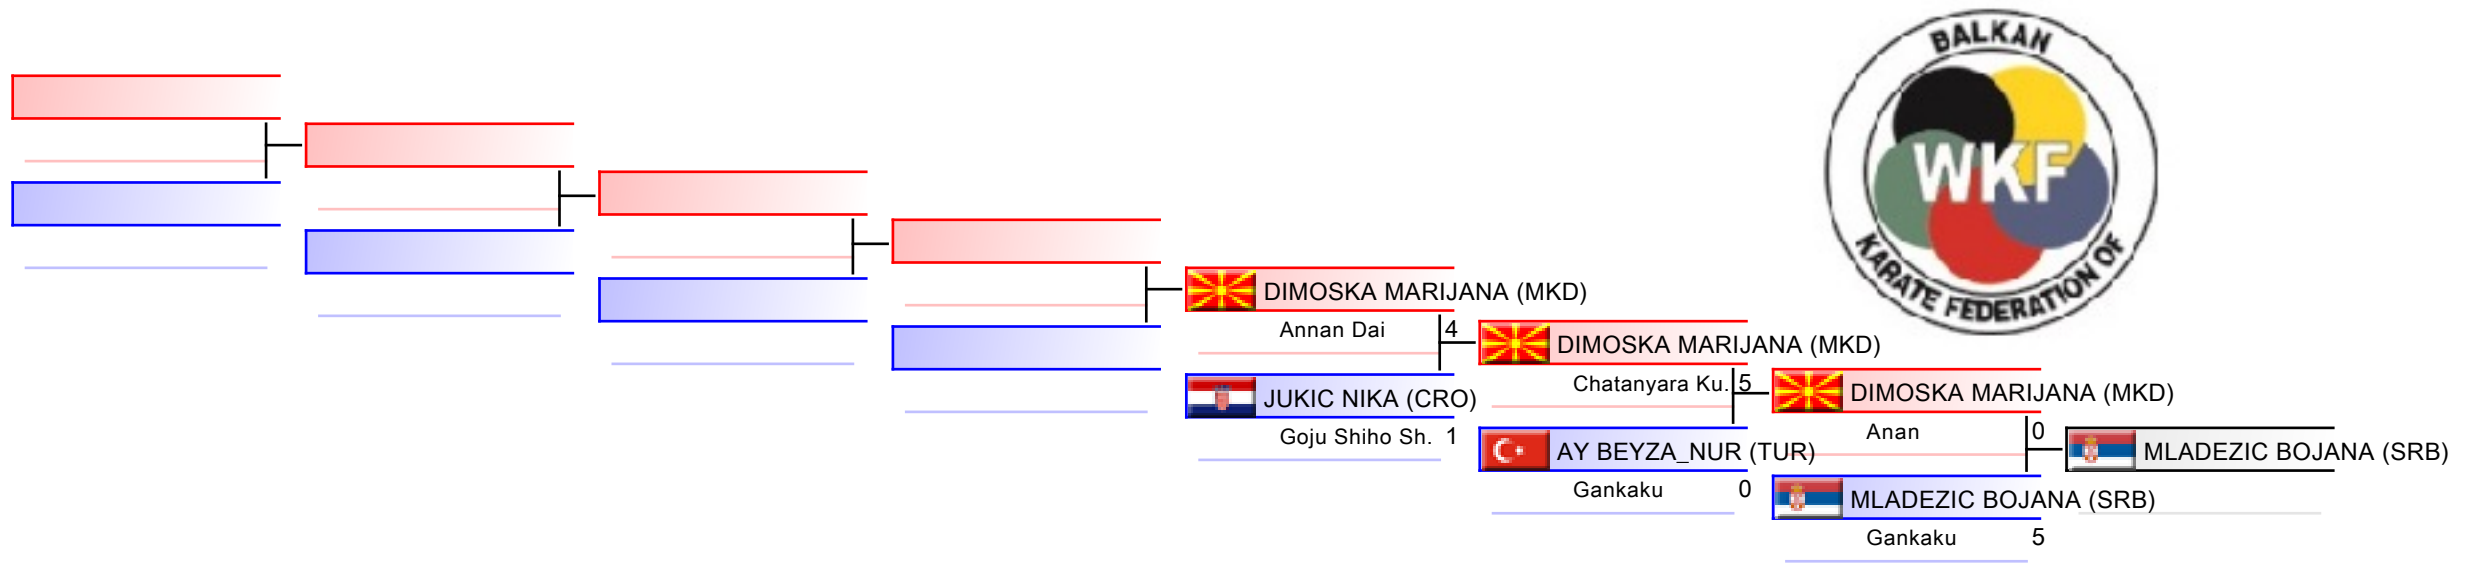 BALKAN
WKF
KARATE FEDERATION OF
DIMOSKA MARIJANA (MKD)
Annan Dai 4
JUKIC NIKA (CRO)
Goju Shiho Sh. 1
DIMOSKA MARIJANA (MKD)
Chatanyara Ku. 5
AY BEYZA_NUR (TUR)
Gankaku 0
DIMOSKA MARIJANA (MKD)
Anan 0
MLADEZIC BOJANA (SRB)
Gankaku 5
MLADEZIC BOJANA (SRB)